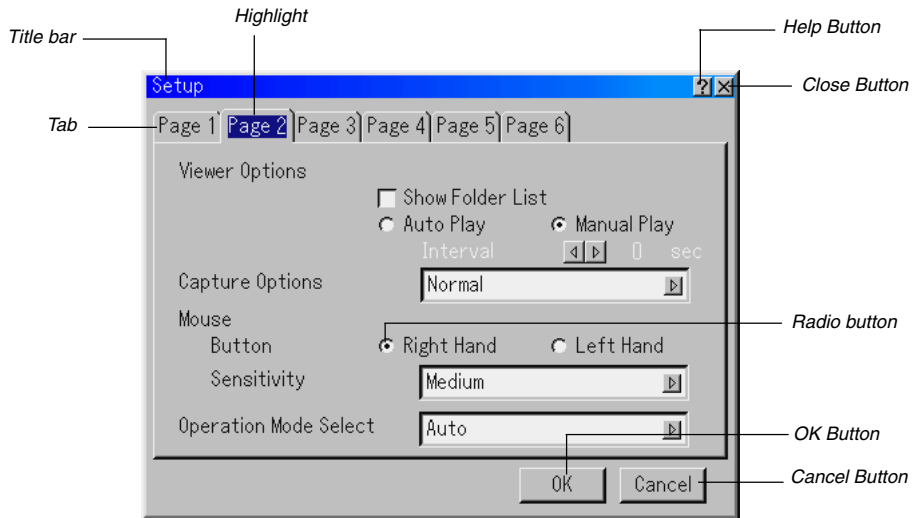 Highlight
Title bar
Help Button
Setup
?
Close Button
Tab
Page 1 Page 2 Page 3 Page 4 Page 5 Page 6
Viewer Options
Show Folder List
Auto Play Manual Play
Interval 0 sec
Capture Options Normal
Mouse
Radio button
Button Right Hand Left Hand
Sensitivity Medium
Operation Mode Select Auto
OK Button
OK Cancel
Cancel Button